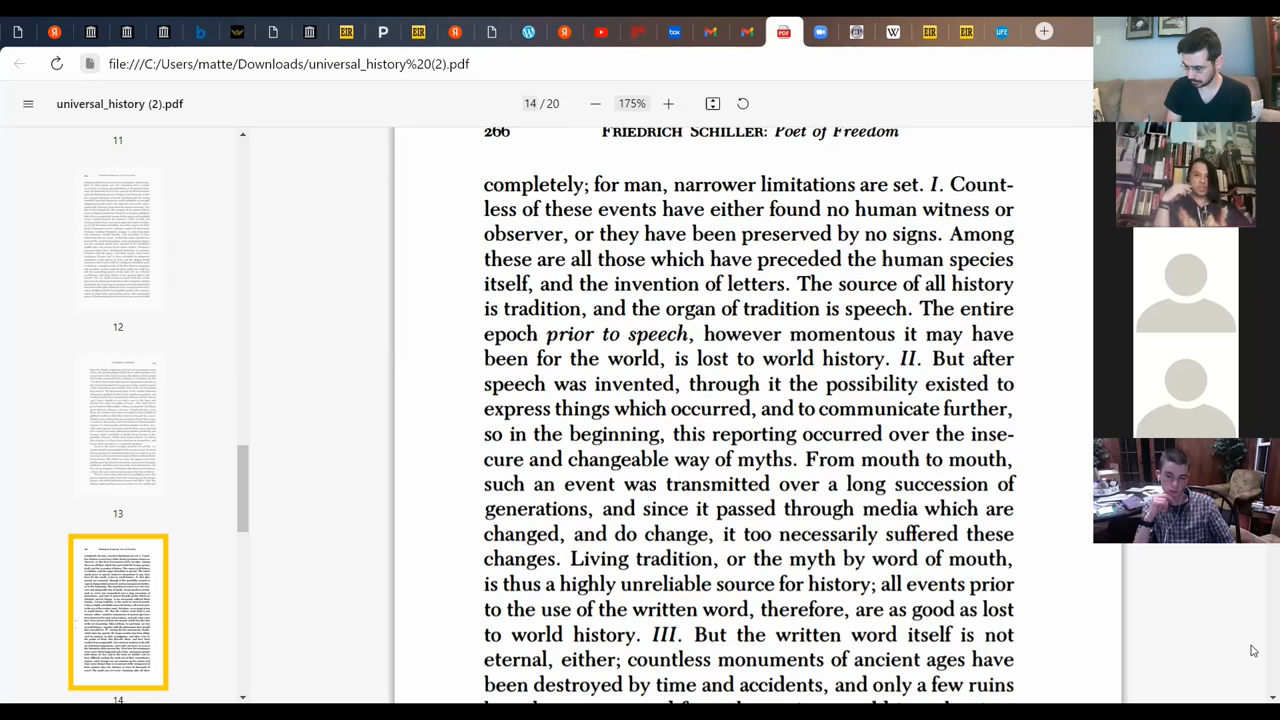 file:///C:/Users/matte/Downloads/universal_history%20(2).pdf
universal_history (2).pdf
14 / 20
175%
11
12
13
14
266 FRIEDRICH SCHILLER: Poet of Freedom
completely; for man, narrower limitations are set. I. Count-
less of these events have either found no human witness or
observer, or they have been preserved by no signs. Among
these are all those which have preceded the human species
itself, and the invention of letters. The source of all history
is tradition, and the organ of tradition is speech. The entire
epoch prior to speech, however momentous it may have
been for the world, is lost to world history. II. But after
speech was invented, through it the possibility existed to
express things which occurred, and to communicate further,
so in the beginning, this reporting occurred over the inse-
cure and changeable way of myths. From mouth to mouth,
such an event was transmitted over a long succession of
generations, and since it passed through media which are
changed, and do change, it too necessarily suffered these
changes. Living tradition, or the myth by word of mouth,
is thus a highly unreliable source for history; all events prior
to the use of the written word, therefore, are as good as lost
to world history. III. But the written word itself is not
eternal, either; countless monuments of ancient ages have
been destroyed by time and accidents, and only a few ruins